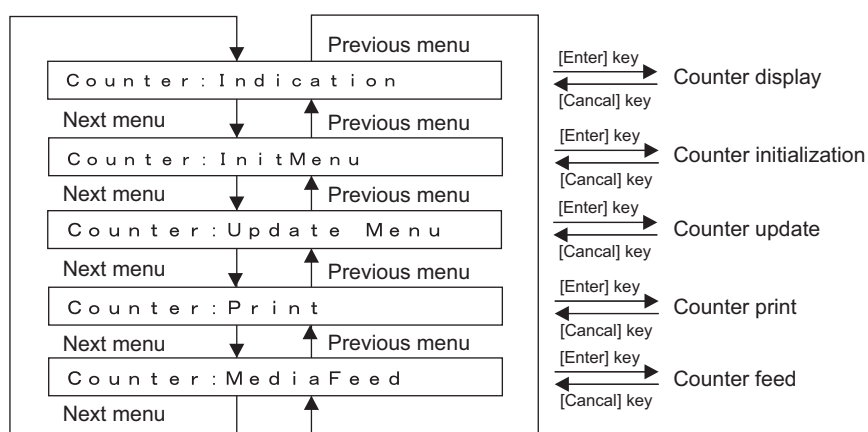 Previous menu
[Enter] key
Counter:Indication
Counter display
[Cancal] key
Next menu
Previous menu
[Enter] key
Counter:InitMenu
Counter initialization
[Cancal] key
Next menu
Previous menu
[Enter] key
Counter:Update Menu
Counter update
[Cancal] key
Next menu
Previous menu
[Enter] key
Counter:Print
Counter print
[Cancal] key
Next menu
Previous menu
[Enter] key
Counter:MediaFeed
Counter feed
[Cancal] key
Next menu